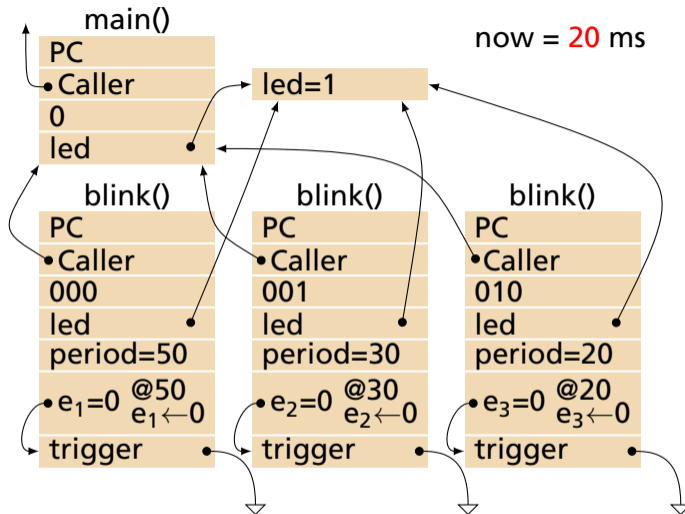 main()
PC
Caller
0
led
led=1
now = 20 ms
blink()
PC
Caller
000
led
period=50
e₁=0 @50
e₁←0
trigger
blink()
PC
Caller
001
led
period=30
e₂=0 @30
e₂←0
trigger
blink()
PC
Caller
010
led
period=20
e₃=0 @20
e₃←0
trigger